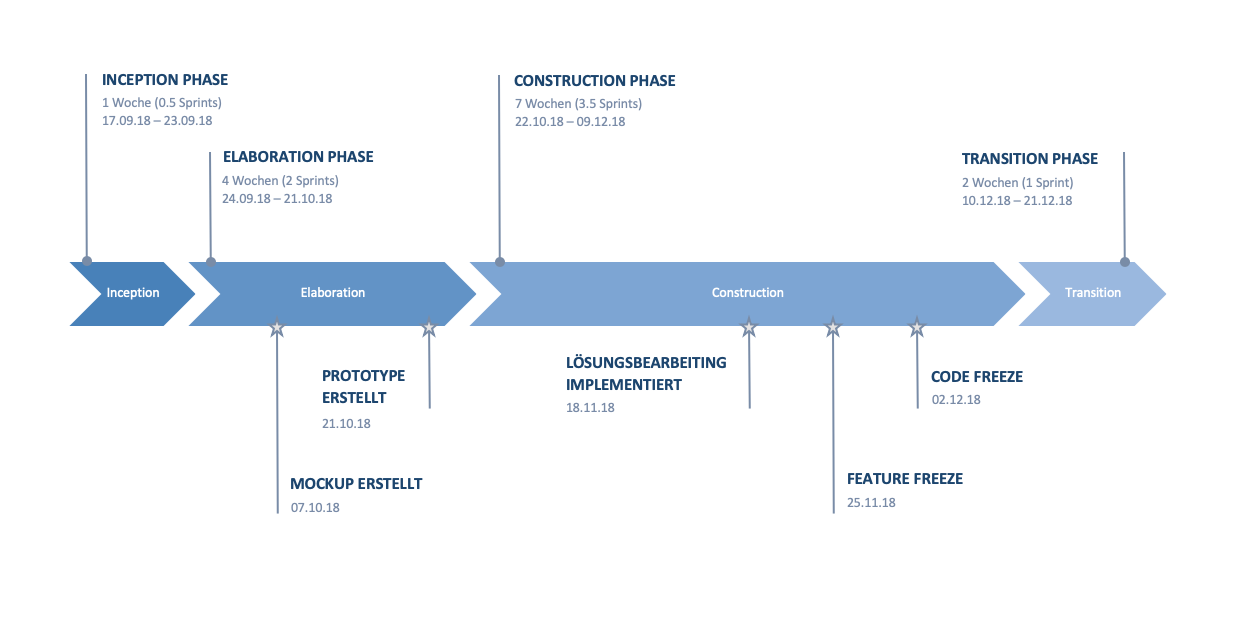 INCEPTION PHASE
1 Woche (0.5 Sprints)
17.09.18 – 23.09.18
ELABORATION PHASE
4 Wochen (2 Sprints)
24.09.18 – 21.10.18
CONSTRUCTION PHASE
7 Wochen (3.5 Sprints)
22.10.18 – 09.12.18
TRANSITION PHASE
2 Wochen (1 Sprint)
10.12.18 – 21.12.18
Inception
Elaboration
Construction
Transition
PROTOTYPE
ERSTELLT
21.10.18
MOCKUP ERSTELLT
07.10.18
LÖSUNGSBEARBEITING
IMPLEMENTIERT
18.11.18
CODE FREEZE
02.12.18
FEATURE FREEZE
25.11.18